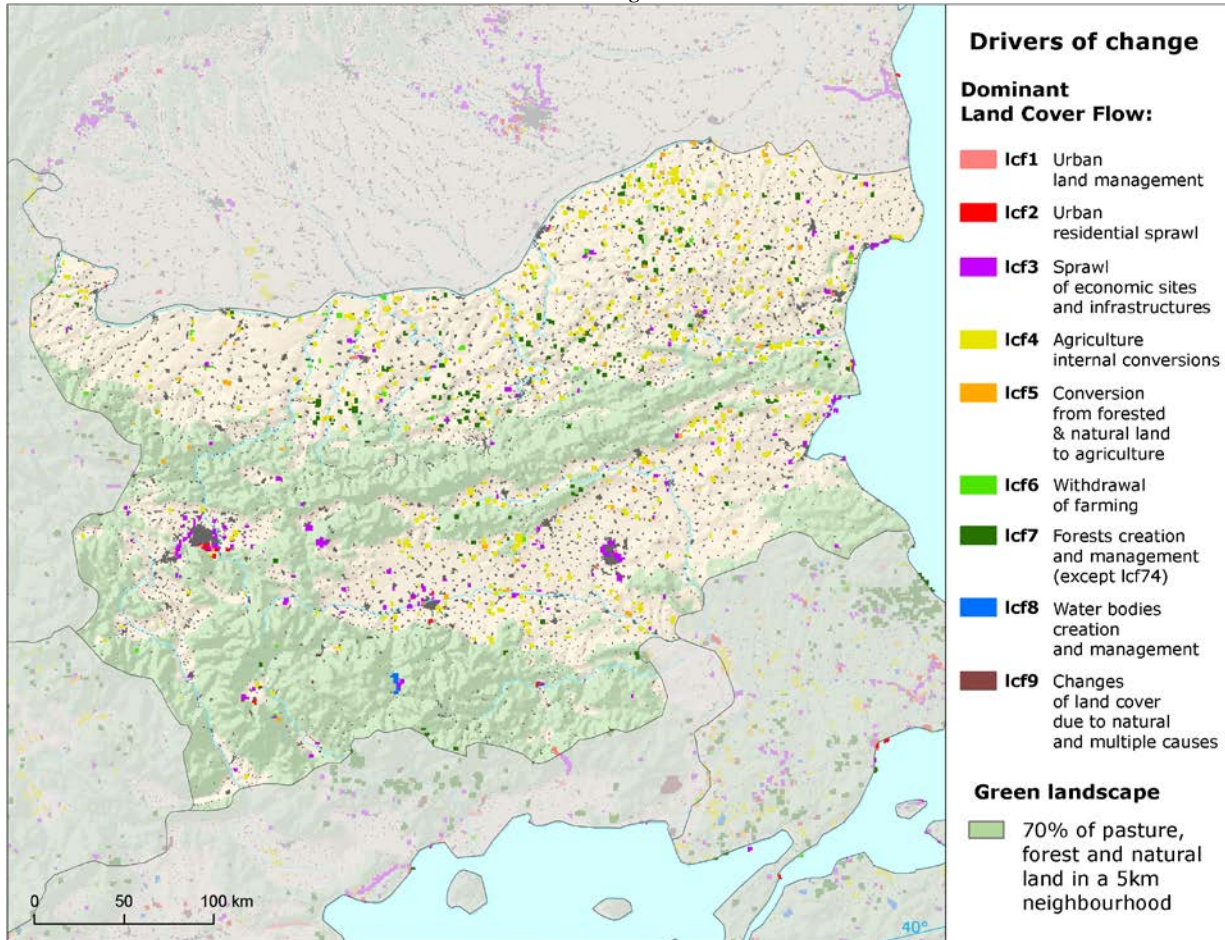 Drivers of change
Dominant
Land Cover Flow:
lcf1 Urban
land management
lcf2 Urban
residential sprawl
lcf3 Sprawl
of economic sites
and infrastructures
lcf4 Agriculture
internal conversions
lcf5 Conversion
from forested
& natural land
to agriculture
lcf6 Withdrawal
of farming
lcf7 Forests creation
and management
(except lcf74)
lcf8 Water bodies
creation
and management
lcf9 Changes
of land cover
due to natural
and multiple causes
Green landscape
70% of pasture,
forest and natural
land in a 5km
neighbourhood
0 50 100 km
40°